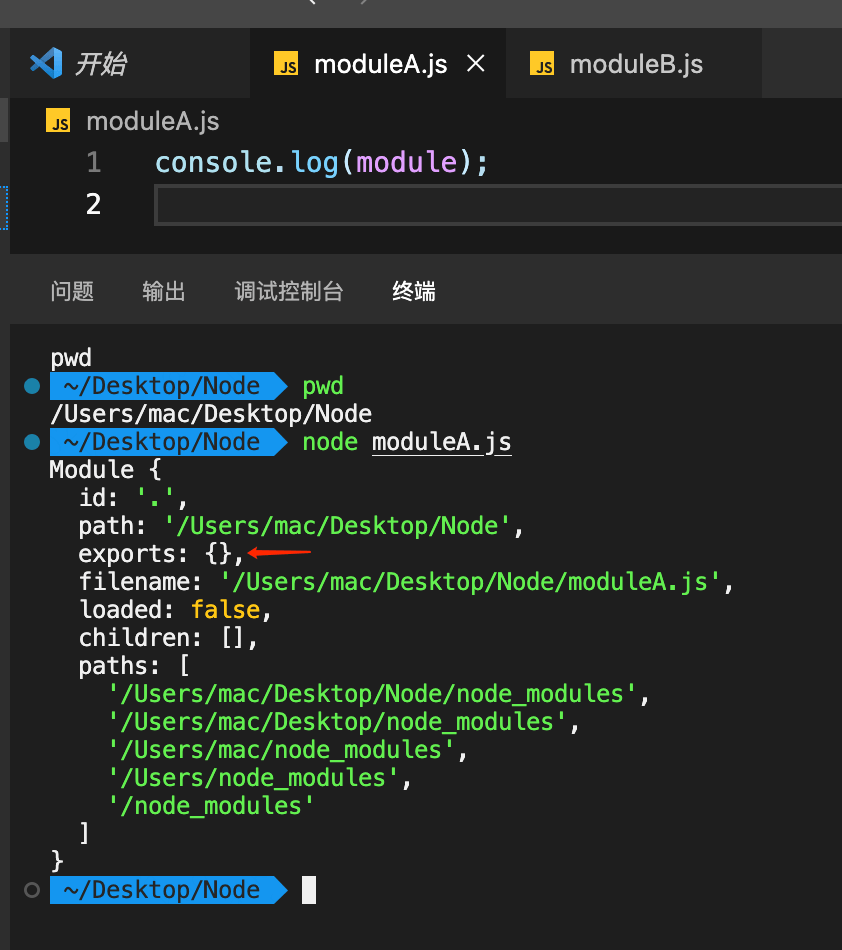 开始 JS moduleA.js JS moduleB.js
JS moduleA.js
1 console.log(module);
2
问题 输出 调试控制台 终端
pwd
~/Desktop/Node pwd
/Users/mac/Desktop/Node
~/Desktop/Node node moduleA.js
Module {
  id: '.',
  path: '/Users/mac/Desktop/Node',
  exports: {},
  filename: '/Users/mac/Desktop/Node/moduleA.js',
  loaded: false,
  children: [],
  paths: [
    '/Users/mac/Desktop/Node/node_modules',
    '/Users/mac/Desktop/node_modules',
    '/Users/mac/node_modules',
    '/Users/node_modules',
    '/node_modules'
  ]
}
~/Desktop/Node